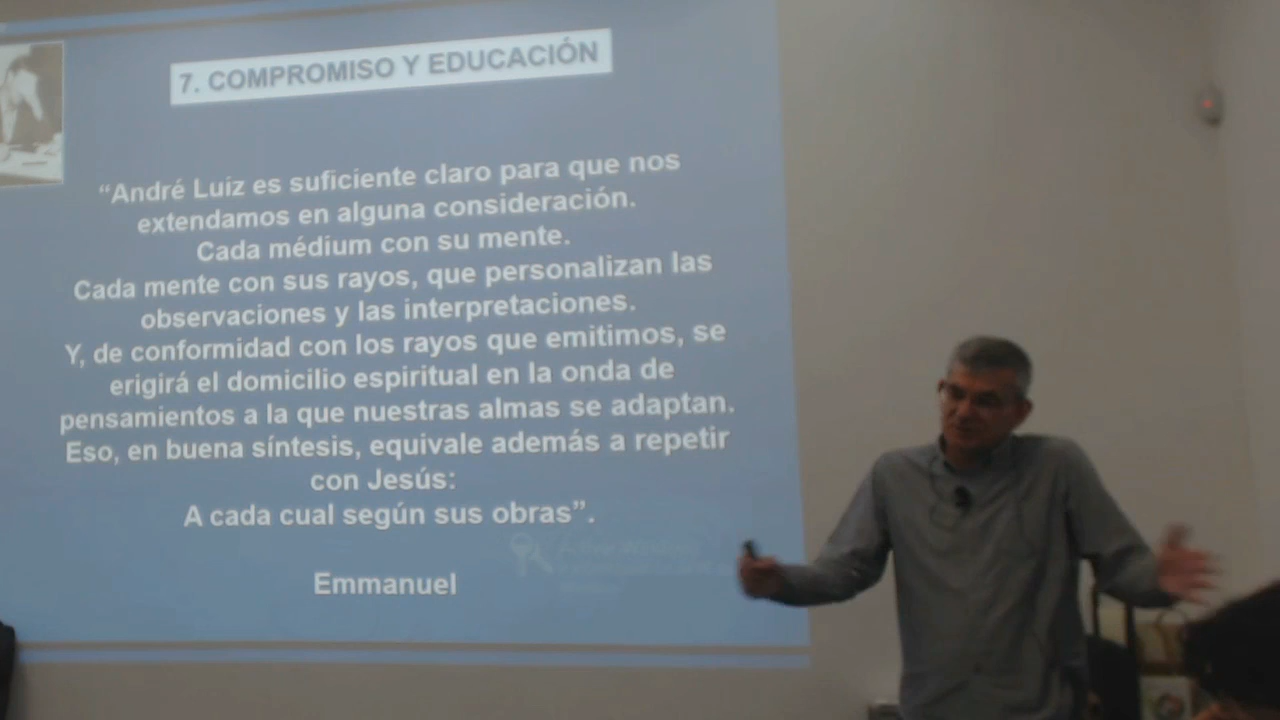 7. COMPROMISO Y EDUCACIÓN
“André Luiz es suficiente claro para que nos
extendamos en alguna consideración.
Cada médium con su mente.
Cada mente con sus rayos, que personalizan las
observaciones y las interpretaciones.
Y, de conformidad con los rayos que emitimos, se
erigirá el domicilio espiritual en la onda de
pensamientos a la que nuestras almas se adaptan.
Eso, en buena síntesis, equivale además a repetir
con Jesús:
A cada cual según sus obras”.
Emmanuel